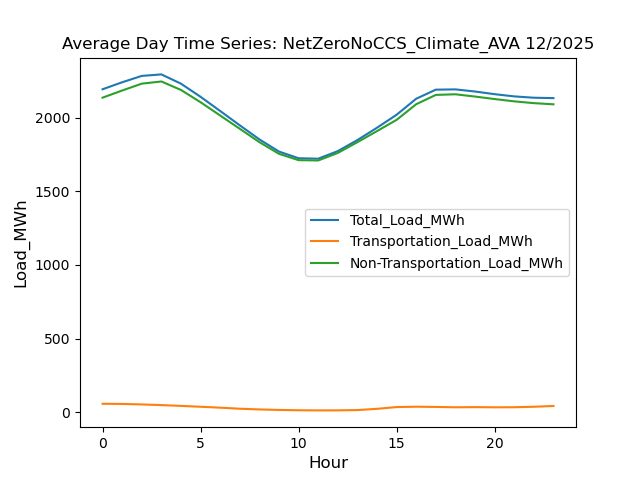 Average Day Time Series: NetZeroNoCCS_Climate_AVA 12/2025
Load_MWh
2000
1500
1000
500
0
Total_Load_MWh
Transportation_Load_MWh
Non-Transportation_Load_MWh
0 5 10 15 20
Hour